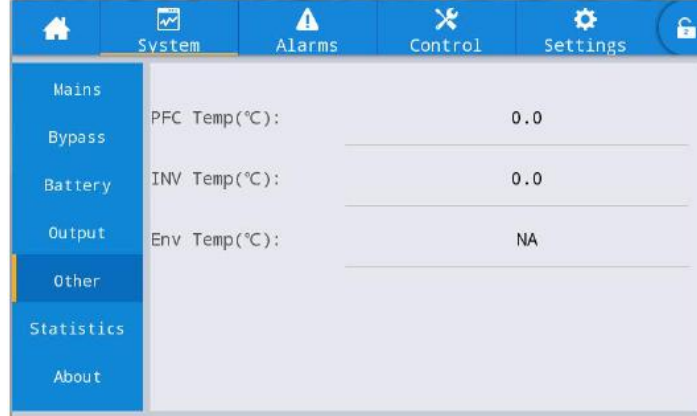 System Alarms Control Settings
Mains
Bypass
Battery
Output
Other
Statistics
About
PFC Temp(℃): 0.0
INV Temp(℃): 0.0
Env Temp(℃): NA